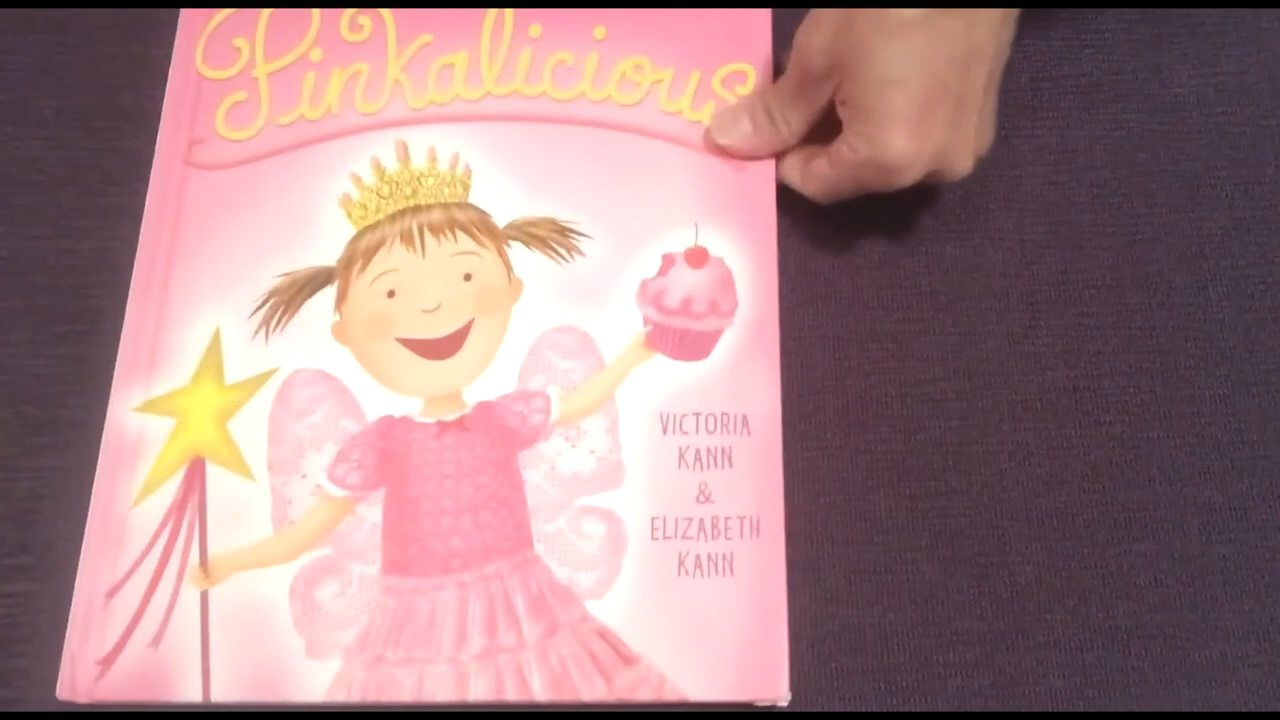 Pinkalicious
VICTORIA
KANN
&
ELIZABETH
KANN